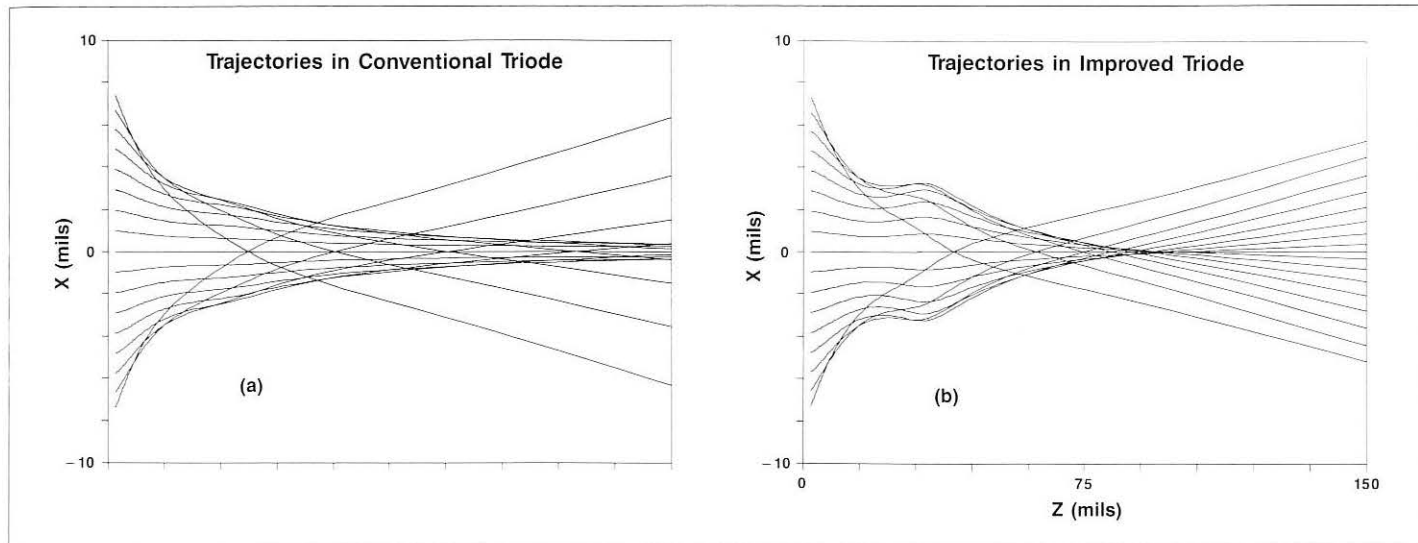 Trajectories in Conventional Triode
10
X (mils)
0
(a)
−10
Trajectories in Improved Triode
10
X (mils)
0
(b)
−10
0
75
150
Z (mils)